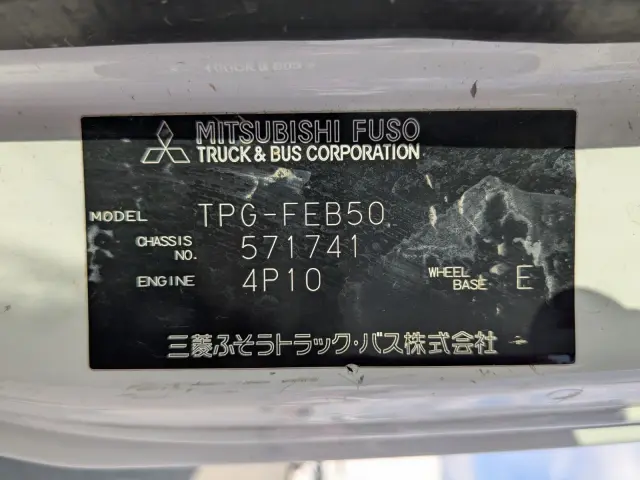 MITSUBISHI FUSO
TRUCK & BUS CORPORATION
MODEL TPG-FEB50
CHASSIS NO. 571741
ENGINE 4P10 WHEEL BASE E
三菱ふそうトラック・バス株式会社